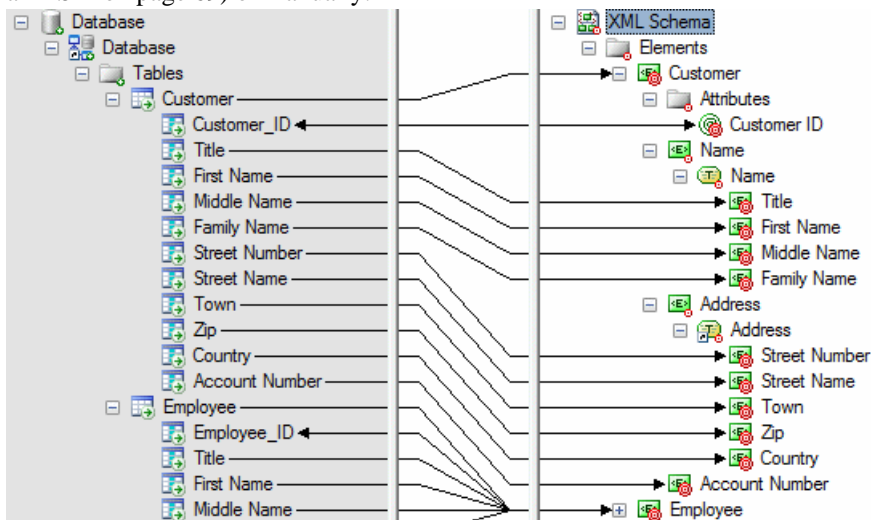 Database
Database
Tables
Customer
Customer_ID
Title
First Name
Middle Name
Family Name
Street Number
Street Name
Town
Zip
Country
Account Number
Employee
Employee_ID
Title
First Name
Middle Name
XML Schema
Elements
Customer
Attributes
Customer ID
Name
Name
Title
First Name
Middle Name
Family Name
Address
Address
Street Number
Street Name
Town
Zip
Country
Account Number
Employee